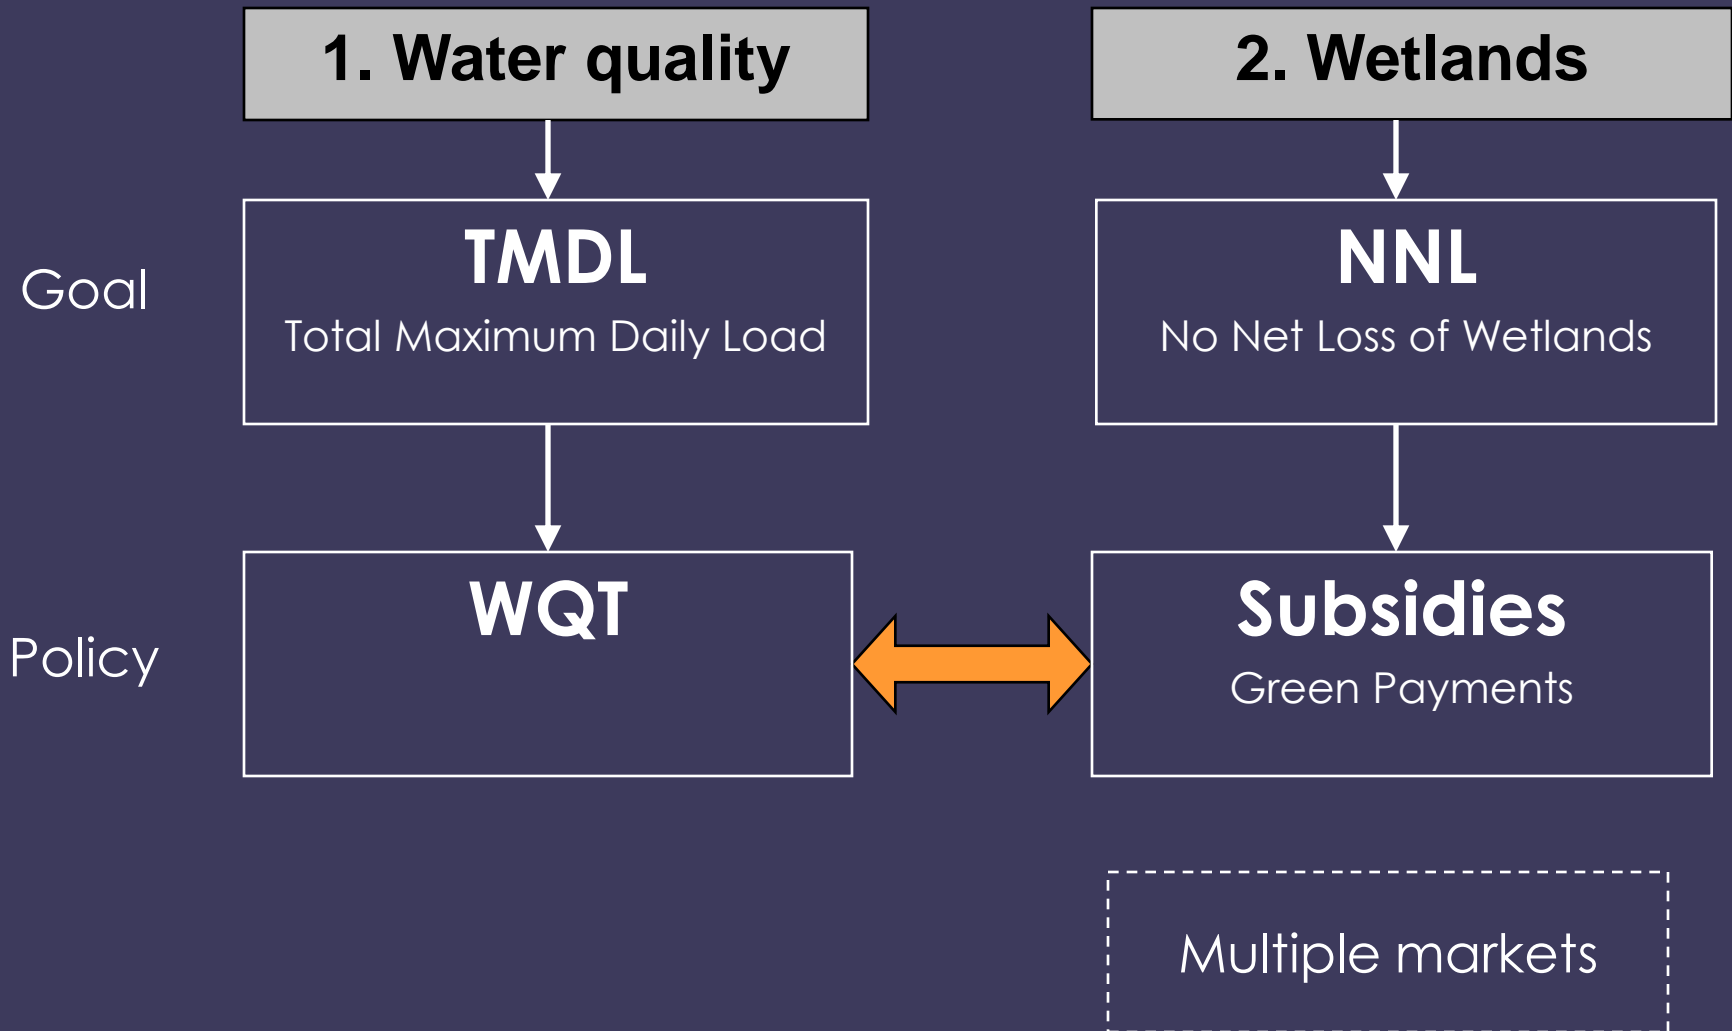 1. Water quality
2. Wetlands
Goal
TMDL
Total Maximum Daily Load
NNL
No Net Loss of Wetlands
Policy
WQT
Subsidies
Green Payments
Multiple markets